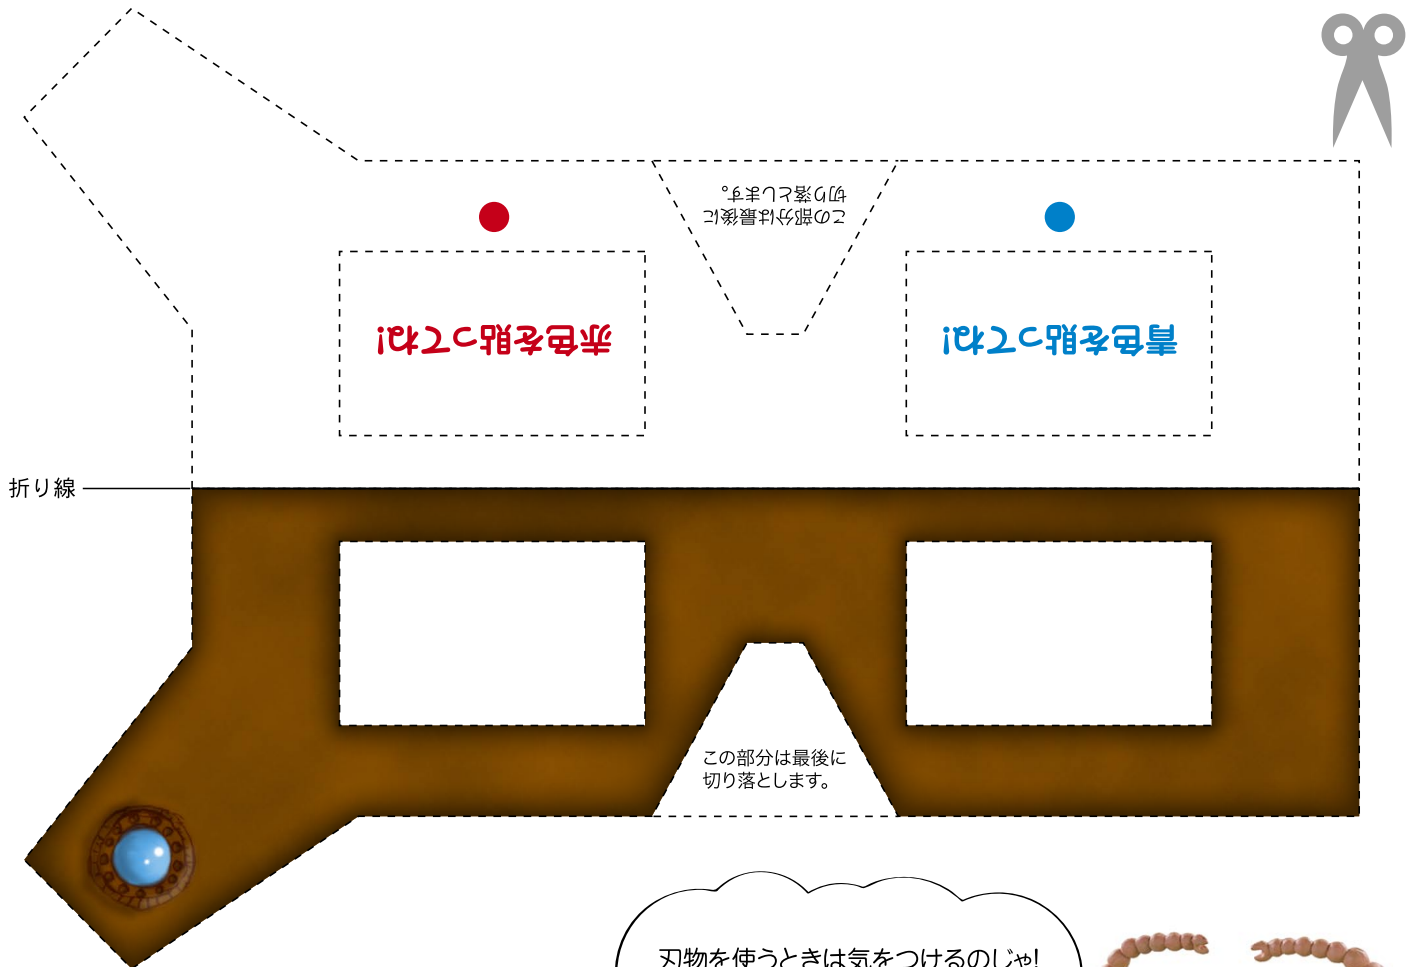 この部分は最後に
切り落とします。
赤色を貼ってね!
青色を貼ってね!
折り線
この部分は最後に
切り落とします。
刃物を使うときは気をつけるのじゃ!